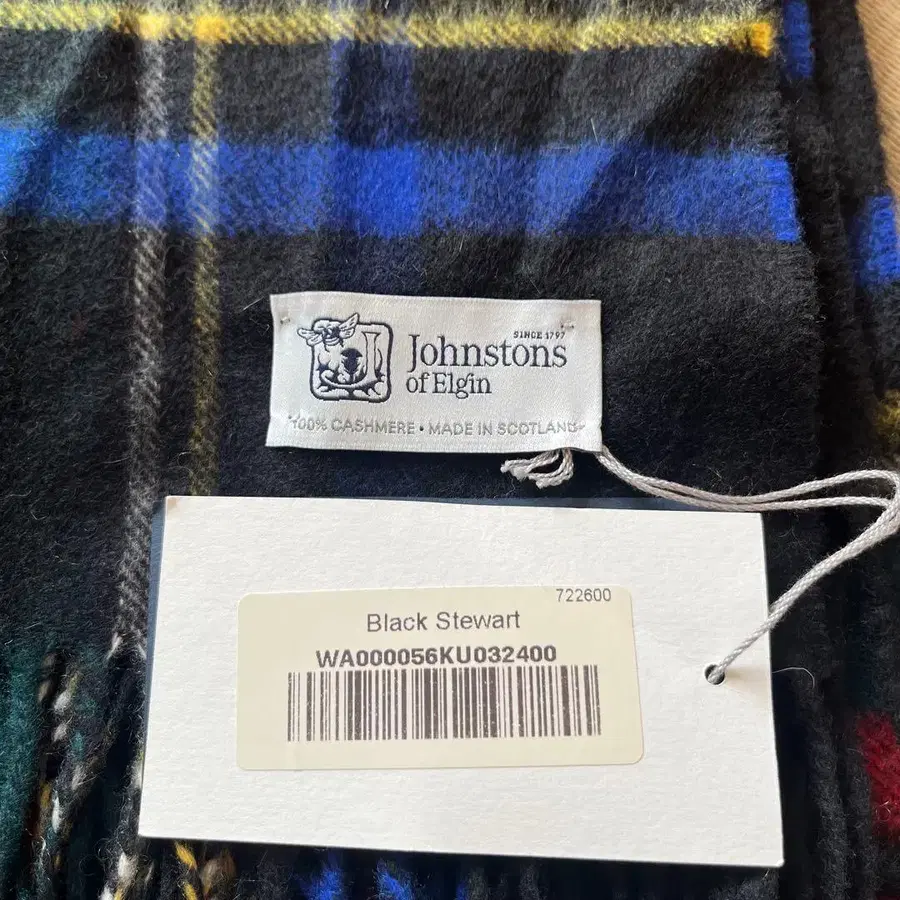 SINCE 1797
Johnstons
of Elgin
100% CASHMERE • MADE IN SCOTLAND
722600
Black Stewart
WA000056KU032400